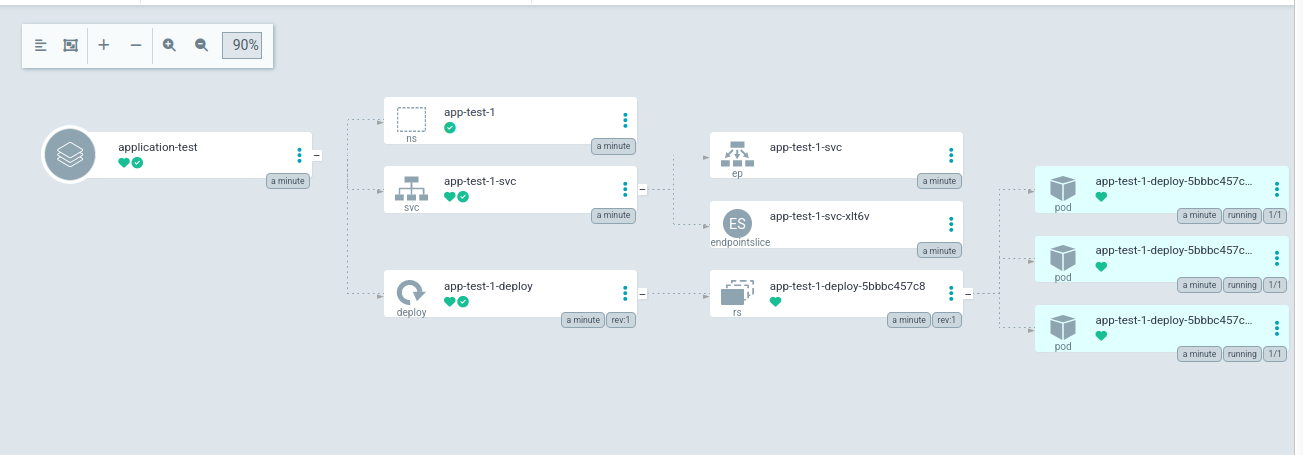 90%
application-test
a minute
app-test-1
ns
a minute
app-test-1-svc
svc
a minute
app-test-1-deploy
deploy
a minute rev:1
app-test-1-svc
ep
a minute
ES
app-test-1-svc-xlt6v
endpointslice
a minute
app-test-1-deploy-5bbbc457c8
rs
a minute rev:1
app-test-1-deploy-5bbbc457c...
pod
a minute running 1/1
app-test-1-deploy-5bbbc457c...
pod
a minute running 1/1
app-test-1-deploy-5bbbc457c...
pod
a minute running 1/1